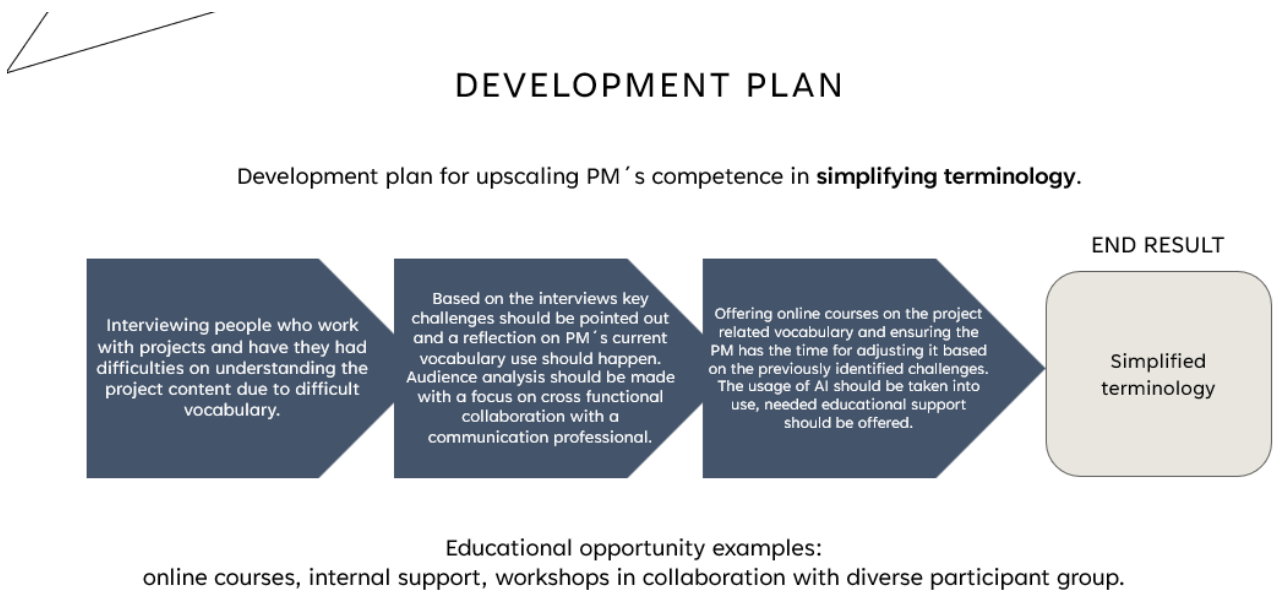 DEVELOPMENT PLAN
Development plan for upscaling PM´s competence in simplifying terminology.
Interviewing people who work
with projects and have they had
difficulties on understanding the
project content due to difficult
vocabulary.
Based on the interviews key
challenges should be pointed out
and a reflection on PM´s current
vocabulary use should happen.
Audience analysis should be made
with a focus on cross functional
collaboration with a
communication professional.
Offering online courses on the project
related vocabulary and ensuring the
PM has the time for adjusting it based
on the previously identified challenges.
The usage of AI should be taken into
use, needed educational support
should be offered.
END RESULT
Simplified
terminology
Educational opportunity examples:
online courses, internal support, workshops in collaboration with diverse participant group.